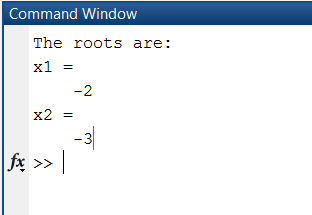 Command Window
The roots are:
x1 =
-2
x2 =
-3
fx >>